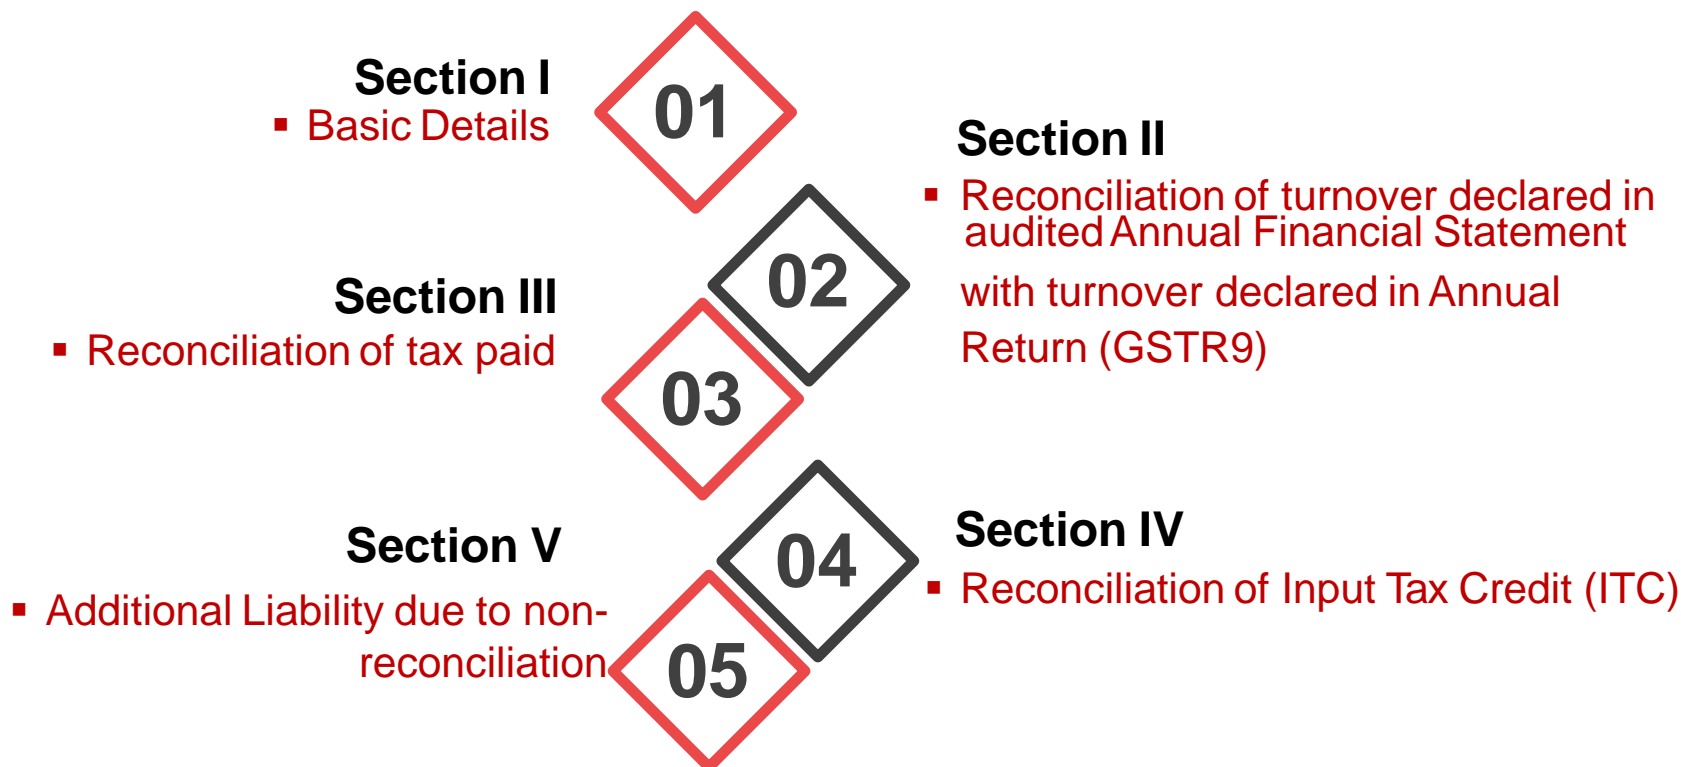 Section I
▪ Basic Details
01
Section II
▪ Reconciliation of turnover declared in
audited Annual Financial Statement
with turnover declared in Annual
Return (GSTR9)
02
Section III
▪ Reconciliation of tax paid
03
Section IV
▪ Reconciliation of Input Tax Credit (ITC)
04
Section V
▪ Additional Liability due to non-
reconciliation
05